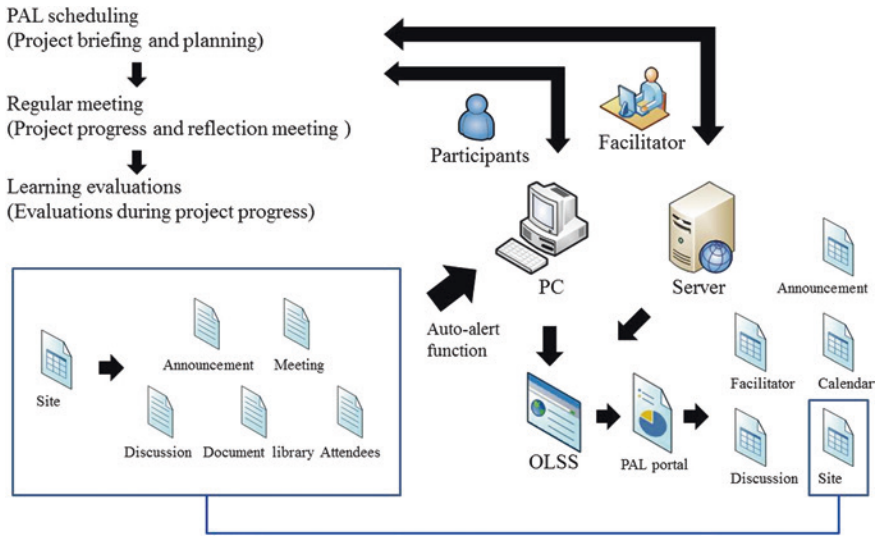 PAL scheduling
(Project briefing and planning)
Regular meeting
(Project progress and reflection meeting )
Learning evaluations
(Evaluations during project progress)
Participants
Facilitator
PC
Server
Auto-alert
function
OLSS
PAL portal
Announcement
Facilitator
Calendar
Discussion
Site
Site
Announcement
Meeting
Discussion
Document library
Attendees